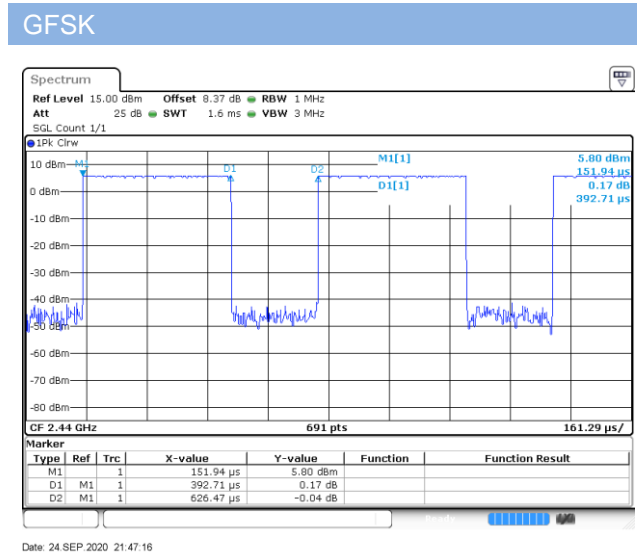 GFSK
Spectrum
Ref Level 15.00 dBm Offset 8.37 dB RBW 1 MHz
Att 25 dB SWT 1.6 ms VBW 3 MHz
SGL Count 1/1
1Pk Clrw
M1[1] 5.80 dBm
151.94 µs
D1[1] 0.17 dB
392.71 µs
10 dBm
M1
D1
D2
0 dBm
-10 dBm
-20 dBm
-30 dBm
-40 dBm
-50 dBm
-60 dBm
-70 dBm
-80 dBm
CF 2.44 GHz 691 pts 161.29 µs/
Marker
Type Ref Trc X-value Y-value Function Function Result
M1 1 151.94 µs 5.80 dBm
D1 M1 1 392.71 µs 0.17 dB
D2 M1 1 626.47 µs -0.04 dB
Ready
Date: 24.SEP.2020 21:47:16